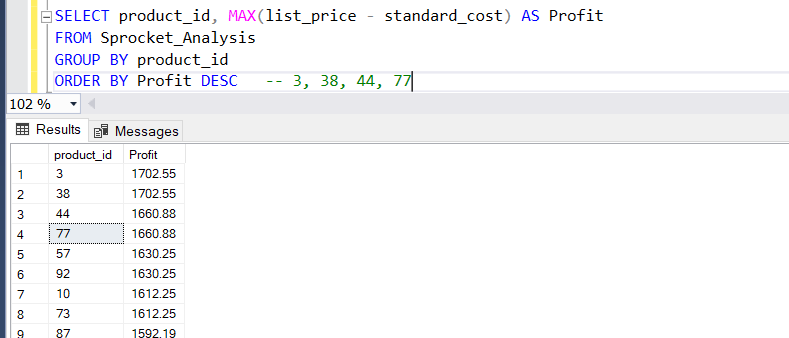 SELECT product_id, MAX(list_price - standard_cost) AS Profit
FROM Sprocket_Analysis
GROUP BY product_id
ORDER BY Profit DESC   -- 3, 38, 44, 77
102 %
Results Messages
product_id Profit
1 3 1702.55
2 38 1702.55
3 44 1660.88
4 77 1660.88
5 57 1630.25
6 92 1630.25
7 10 1612.25
8 73 1612.25
9 87 1592.19